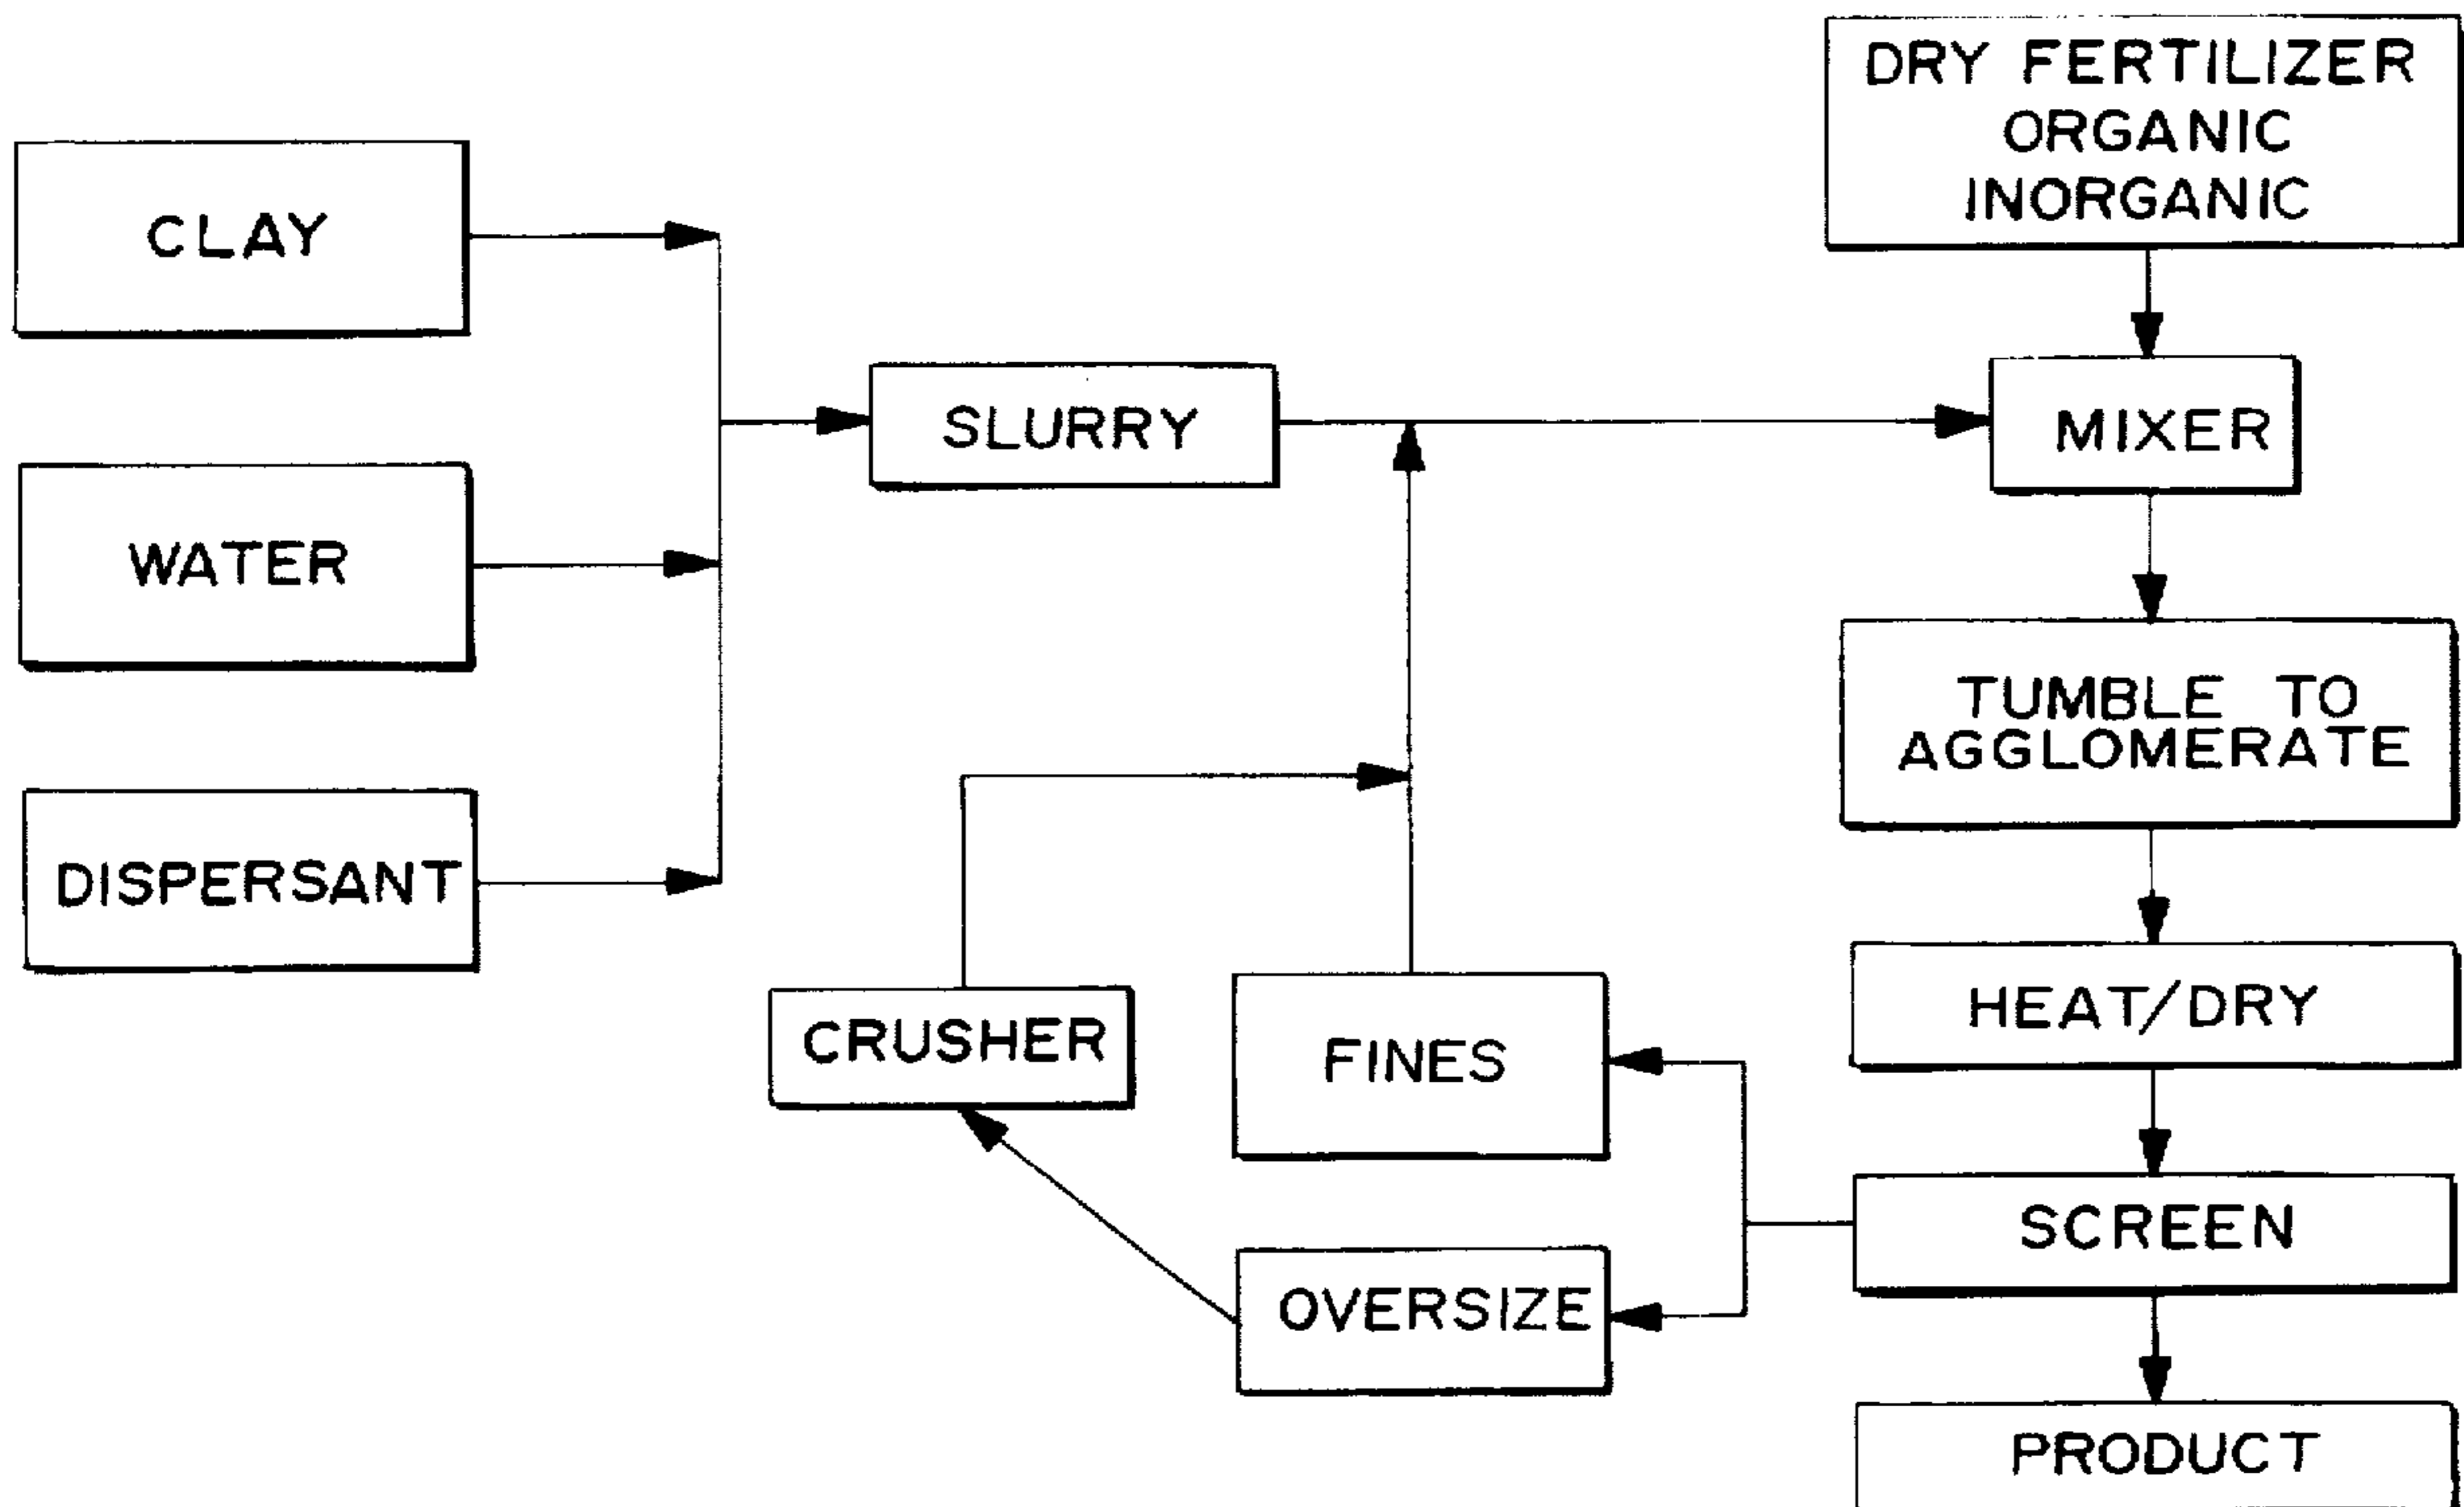 DRY FERTILIZER
ORGANIC
INORGANIC
CLAY
SLURRY
MIXER
WATER
TUMBLE TO
AGGLOMERATE
DISPERSANT
HEAT/DRY
CRUSHER
FINES
SCREEN
OVERSIZE
PRODUCT